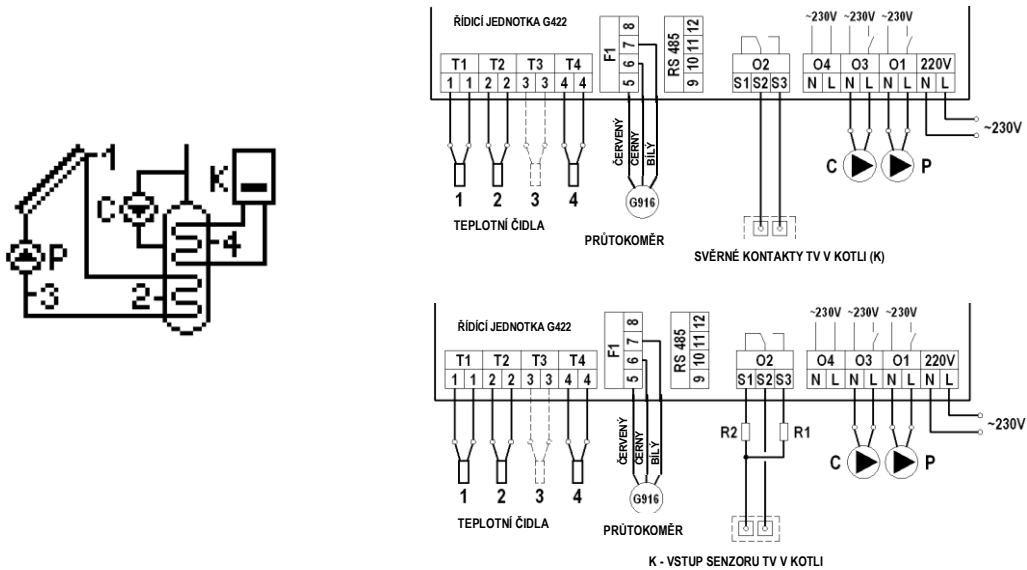 1
K
C
P
4
3
2
~230V ~230V ~230V
ŘÍDICÍ JEDNOTKA G422
T1 T2 T3 T4
1 1 2 2 3 3 4 4
F1
5 6 7 8
RS 485
9 10 11 12
O2
S1 S2 S3
O4 O3 O1 220V
N L N L N L N L
~230V
ČERVENÝ
ČERNÝ
BÍLÝ
C P
1 2 3 4
G916
TEPLOTNÍ ČIDLA
PRŮTOKOMĚR
SVĚRNÉ KONTAKTY TV V KOTLI (K)
~230V ~230V ~230V
ŘÍDÍCÍ JEDNOTKA G422
T1 T2 T3 T4
1 1 2 2 3 3 4 4
F1
5 6 7 8
RS 485
9 10 11 12
O2
S1 S2 S3
O4 O3 O1 220V
N L N L N L N L
~230V
R2 R1
ČERVENÝ
ČERNÝ
BÍLÝ
C P
1 2 3 4
G916
TEPLOTNÍ ČIDLA
PRŮTOKOMĚR
K - VSTUP SENZORU TV V KOTLI